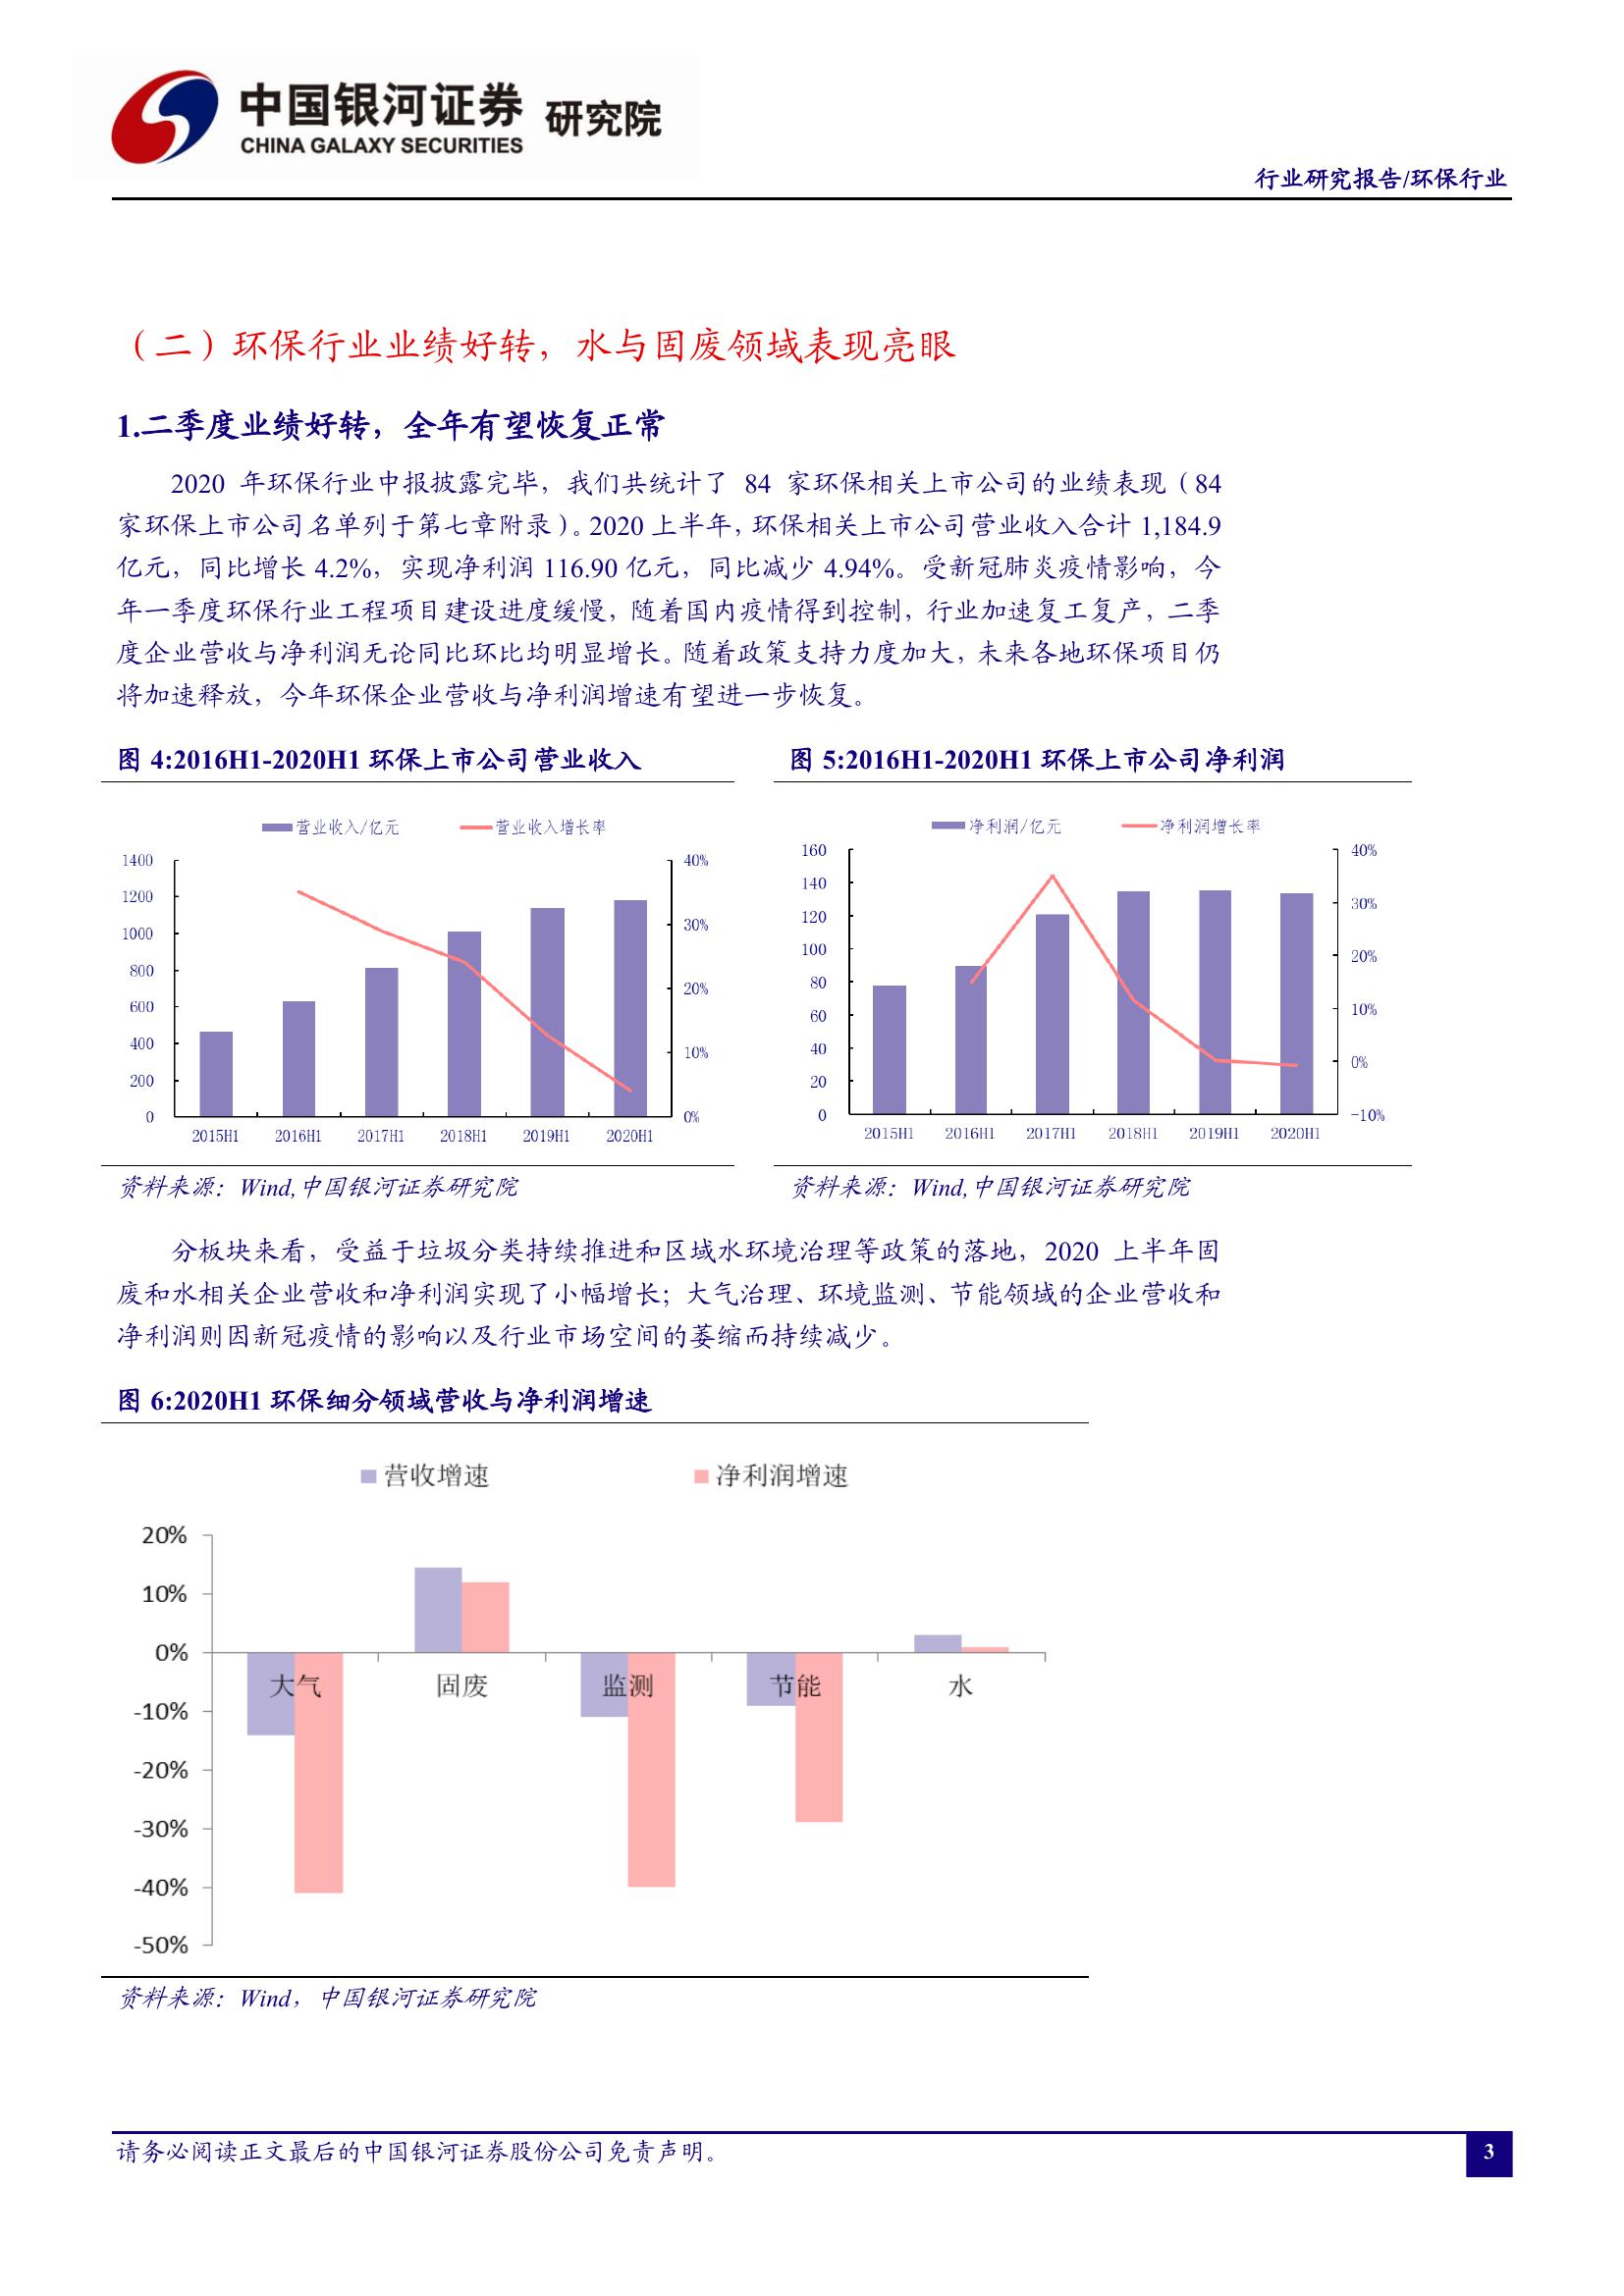 中国银河证券 研究院
CHINA GALAXY SECURITIES
行业研究报告/环保行业
（二）环保行业业绩好转，水与固废领域表现亮眼
1.二季度业绩好转，全年有望恢复正常
2020 年环保行业中报披露完毕，我们共统计了 84 家环保相关上市公司的业绩表现（84
家环保上市公司名单列于第七章附录）。2020 上半年，环保相关上市公司营业收入合计 1,184.9
亿元，同比增长 4.2%，实现净利润 116.90 亿元，同比减少 4.94%。受新冠肺炎疫情影响，今
年一季度环保行业工程项目建设进度缓慢，随着国内疫情得到控制，行业加速复工复产，二季
度企业营收与净利润无论同比环比均明显增长。随着政策支持力度加大，未来各地环保项目仍
将加速释放，今年环保企业营收与净利润增速有望进一步恢复。
图 4:2016H1-2020H1 环保上市公司营业收入
营业收入/亿元 营业收入增长率
1400 40%
1200
1000 30%
800
600 20%
400
200 10%
0 0%
2015H1 2016H1 2017H1 2018H1 2019H1 2020H1
资料来源：Wind,中国银河证券研究院
图 5:2016H1-2020H1 环保上市公司净利润
净利润/亿元 净利润增长率
160 40%
140
120 30%
100
80 20%
60 10%
40
20 0%
0 -10%
2015H1 2016H1 2017H1 2018H1 2019H1 2020H1
资料来源：Wind,中国银河证券研究院
分板块来看，受益于垃圾分类持续推进和区域水环境治理等政策的落地，2020 上半年固
废和水相关企业营收和净利润实现了小幅增长；大气治理、环境监测、节能领域的企业营收和
净利润则因新冠疫情的影响以及行业市场空间的萎缩而持续减少。
图 6:2020H1 环保细分领域营收与净利润增速
营收增速 净利润增速
20%
10%
0%
大气 固废 监测 节能 水
-10%
-20%
-30%
-40%
-50%
资料来源：Wind，中国银河证券研究院
请务必阅读正文最后的中国银河证券股份公司免责声明。
3